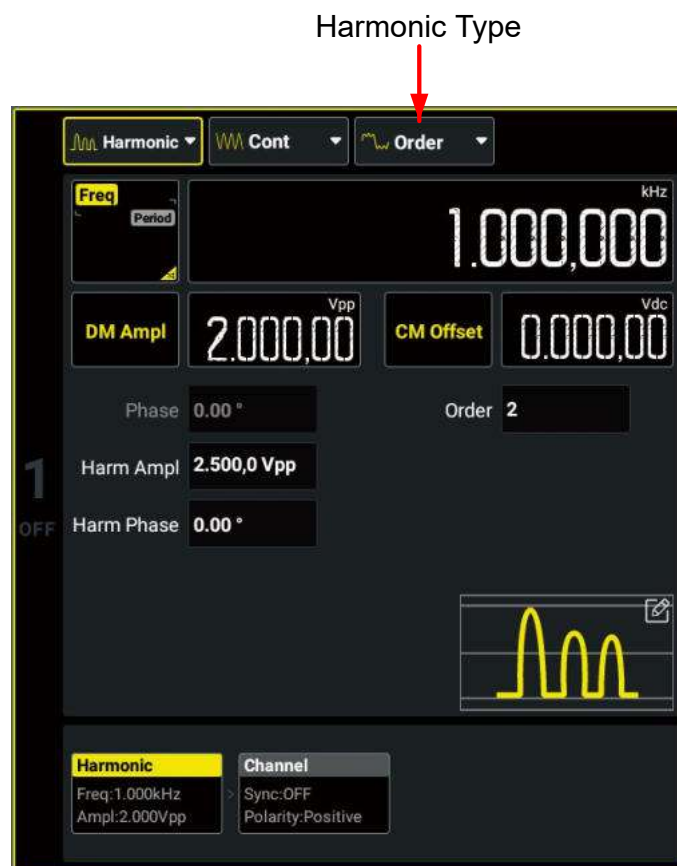 Harmonic Type
Harmonic Cont Order
Freq
Period
kHz
1.000,000
DM Ampl
Vpp
2.000,00
CM Offset
Vdc
0.000,00
Phase 0.00 °
Order 2
Harm Ampl 2.500,0 Vpp
1
OFF
Harm Phase 0.00 °
Harmonic
Freq:1.000kHz
Ampl:2.000Vpp
>
Channel
Sync:OFF
Polarity:Positive